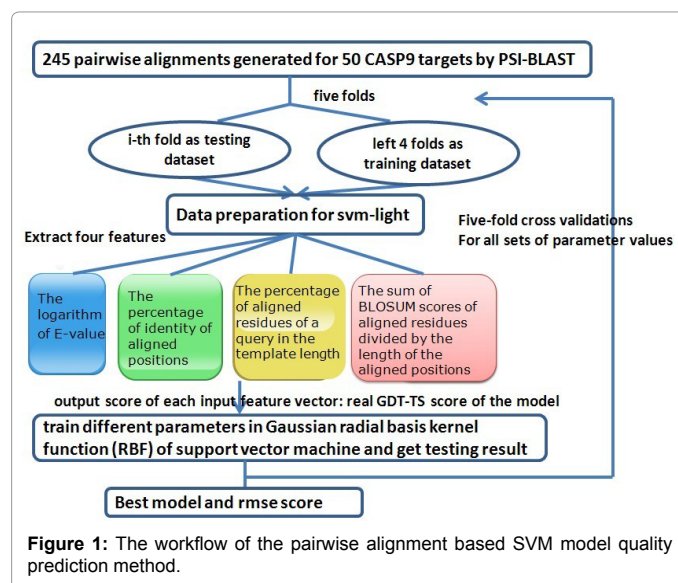 245 pairwise alignments generated for 50 CASP9 targets by PSI-BLAST
five folds
i-th fold as testing
dataset
left 4 folds as
training dataset
Data preparation for svm-light
Extract four features
Five-fold cross validations
For all sets of parameter values
The
logarithm
of E-value
The
percentage
of identity of
aligned
positions
The percentage
of aligned
residues of a
query in the
template length
The sum of
BLOSUM scores of
aligned residues
divided by the
length of the
aligned positions
output score of each input feature vector: real GDT-TS score of the model
train different parameters in Gaussian radial basis kernel
function (RBF) of support vector machine and get testing result
Best model and rmse score
Figure 1: The workflow of the pairwise alignment based SVM model quality
prediction method.